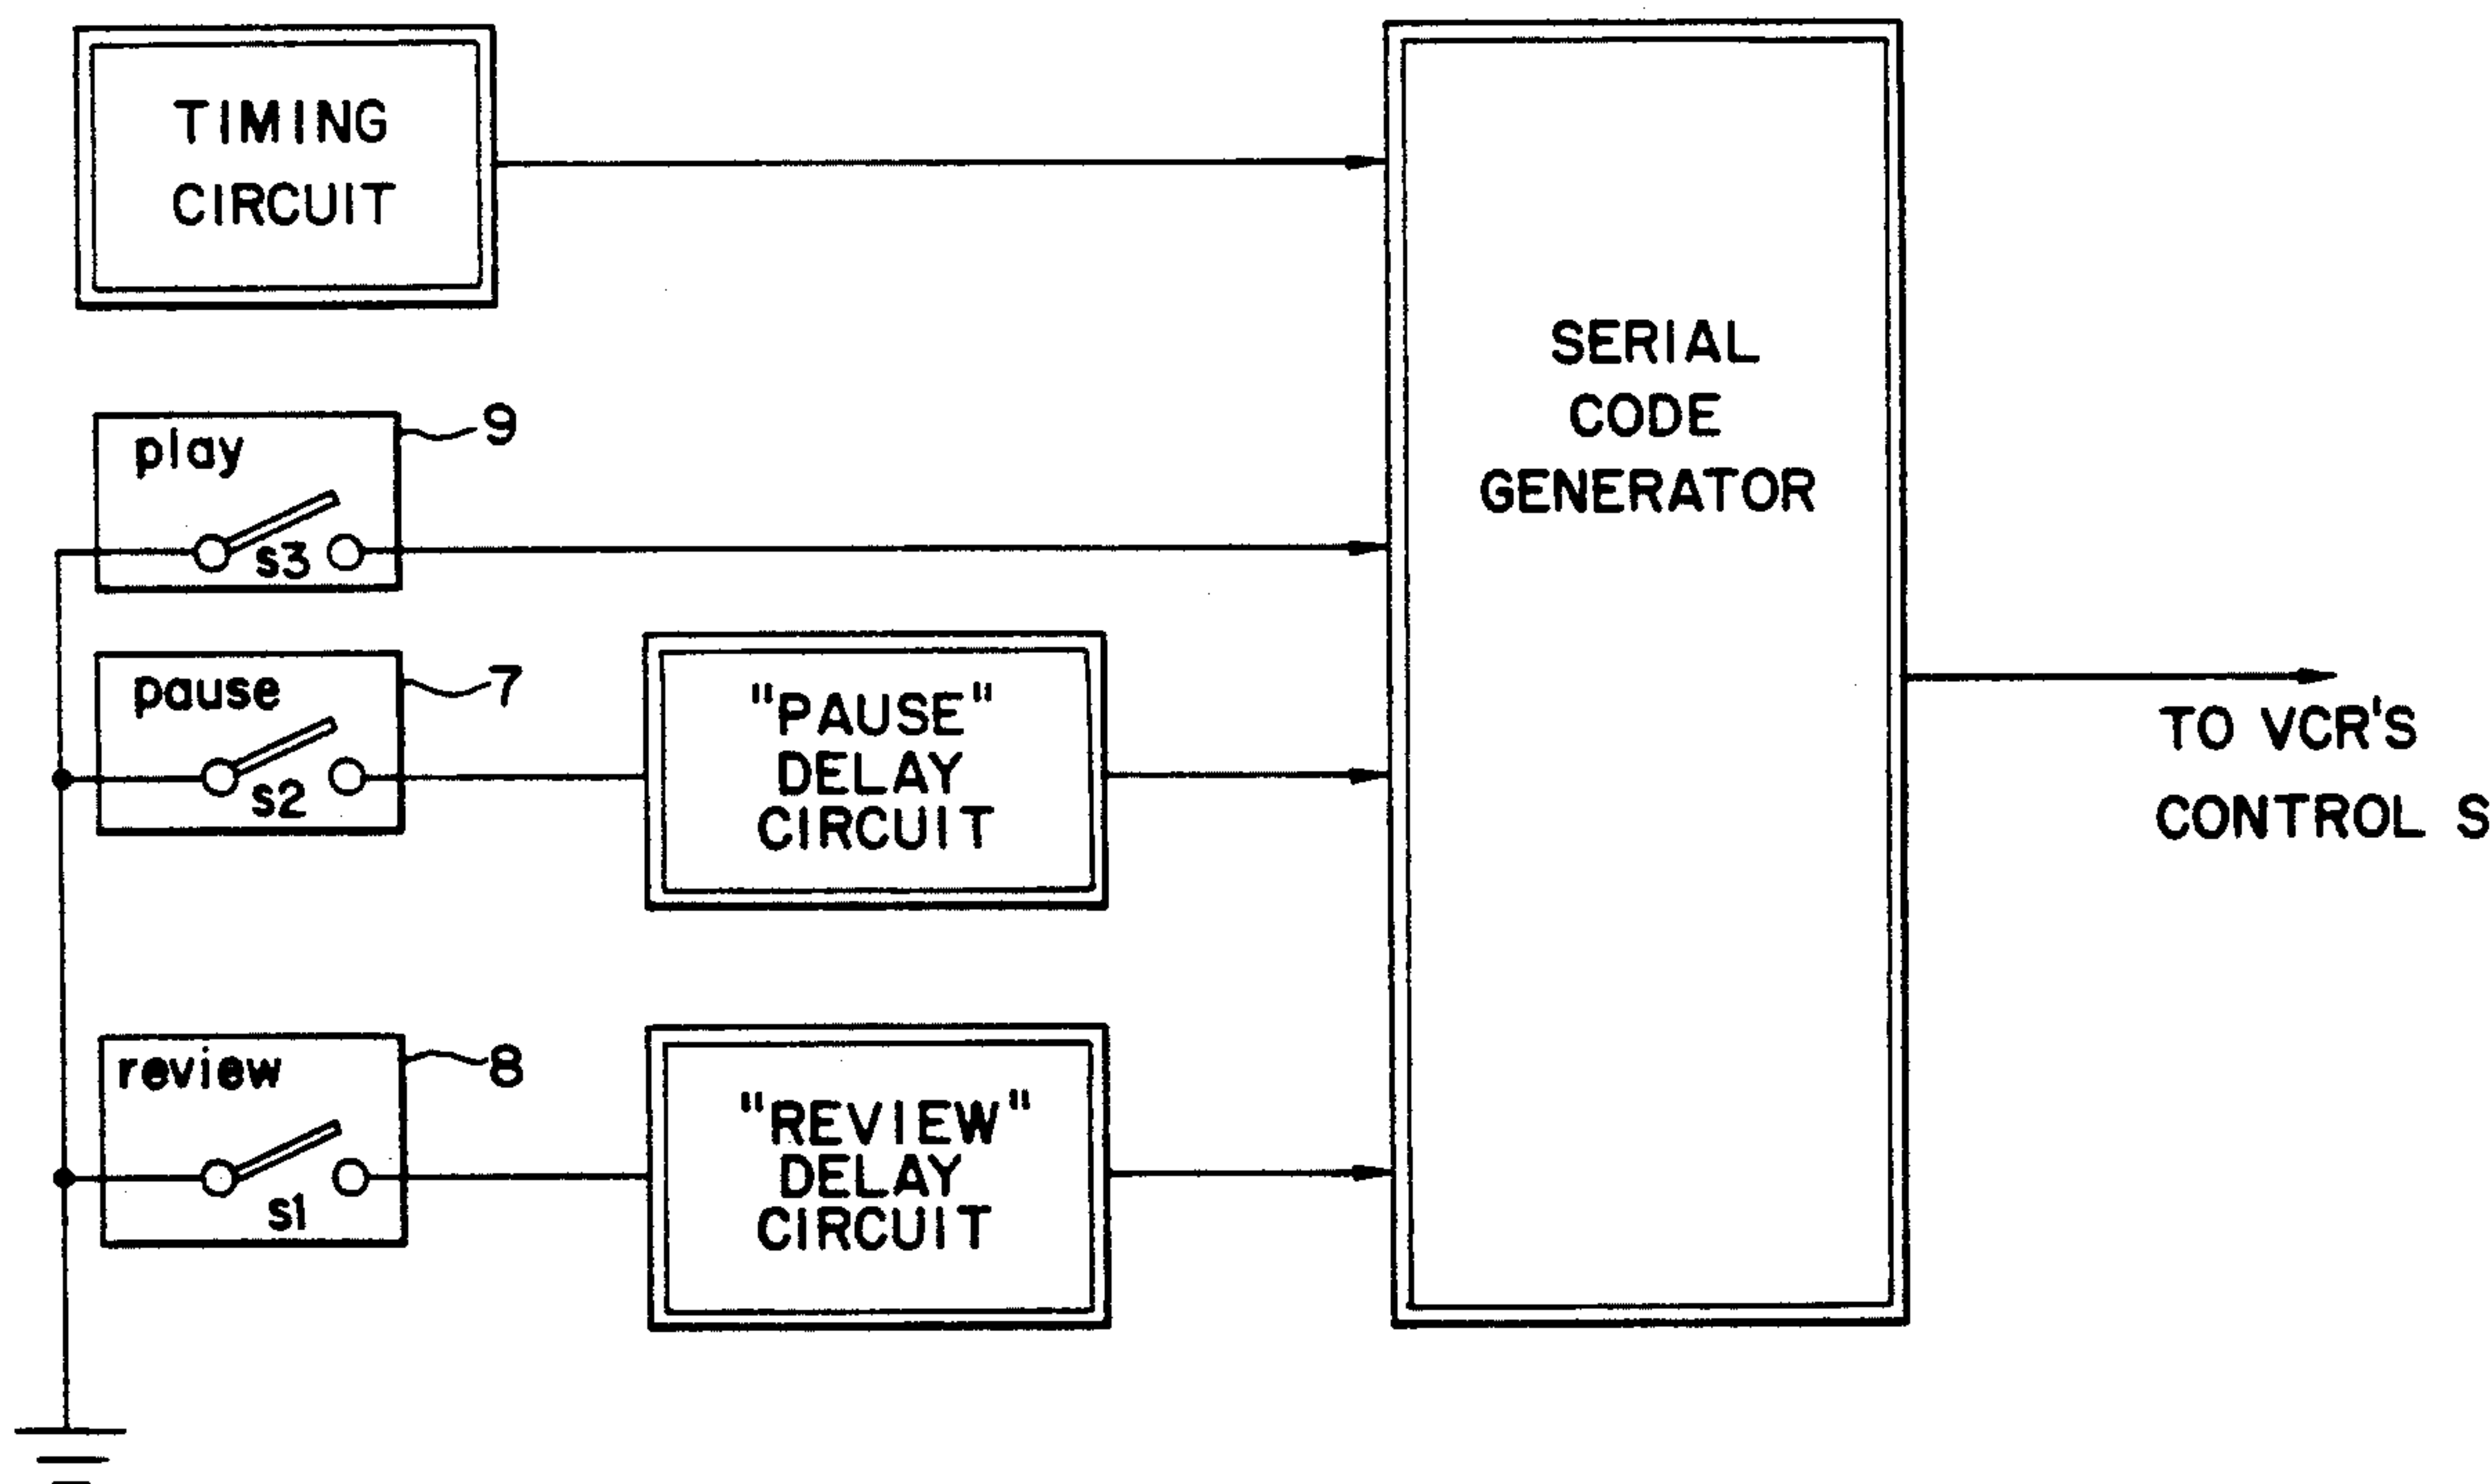 TIMING
CIRCUIT
SERIAL
CODE
GENERATOR
play
9
s3
pause
7
s2
"PAUSE"
DELAY
CIRCUIT
TO VCR'S
CONTROL S
review
8
s1
"REVIEW"
DELAY
CIRCUIT